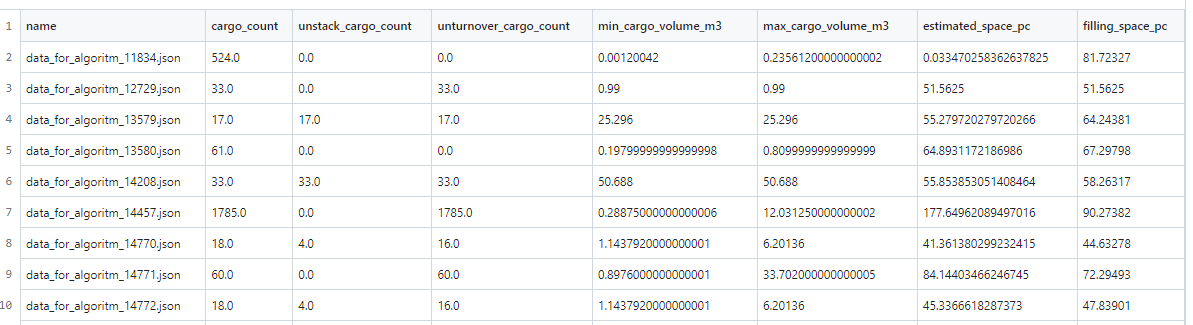 1 name cargo_count unstack_cargo_count unturnover_cargo_count min_cargo_volume_m3 max_cargo_volume_m3 estimated_space_pc filling_space_pc
2 data_for_algoritm_11834.json 524.0 0.0 0.0 0.00120042 0.23561200000000002 0.033470258362637825 81.72327
3 data_for_algoritm_12729.json 33.0 0.0 33.0 0.99 0.99 51.5625 51.5625
4 data_for_algoritm_13579.json 17.0 17.0 17.0 25.296 25.296 55.279720279720266 64.24381
5 data_for_algoritm_13580.json 61.0 0.0 0.0 0.19799999999999998 0.8099999999999999 64.8931172186986 67.29798
6 data_for_algoritm_14208.json 33.0 33.0 33.0 50.688 50.688 55.853853051408464 58.26317
7 data_for_algoritm_14457.json 1785.0 0.0 1785.0 0.28875000000000006 12.031250000000002 177.64962089497016 90.27382
8 data_for_algoritm_14770.json 18.0 4.0 16.0 1.1437920000000001 6.20136 41.361380299232415 44.63278
9 data_for_algoritm_14771.json 60.0 0.0 60.0 0.8976000000000001 33.702000000000005 84.14403466246745 72.29493
10 data_for_algoritm_14772.json 18.0 4.0 16.0 1.1437920000000001 6.20136 45.3366618287373 47.83901